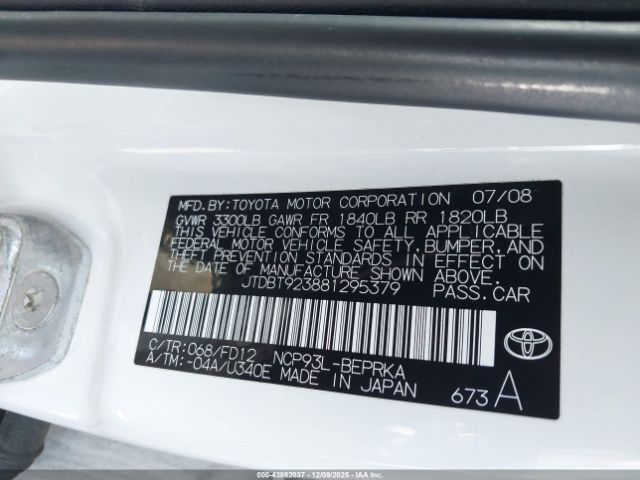 MFD. BY: TOYOTA MOTOR CORPORATION 07/08
GVWR 3300LB GAWR FR 1840LB RR 1820LB
THIS VEHICLE CONFORMS TO ALL APPLICABLE
FEDERAL MOTOR VEHICLE SAFETY, BUMPER, AND
THEFT PREVENTION STANDARDS IN EFFECT ON
THE DATE OF MANUFACTURE SHOWN ABOVE.
JTDBT923881295379 PASS. CAR
C/TR: 068/FD12 NCP93L-BEPRKA
A/TM: -04A/U340E MADE IN JAPAN
TOYOTA
673 A
IMAGE: 000-43862037 - 12/09/2025 - IAA Inc.